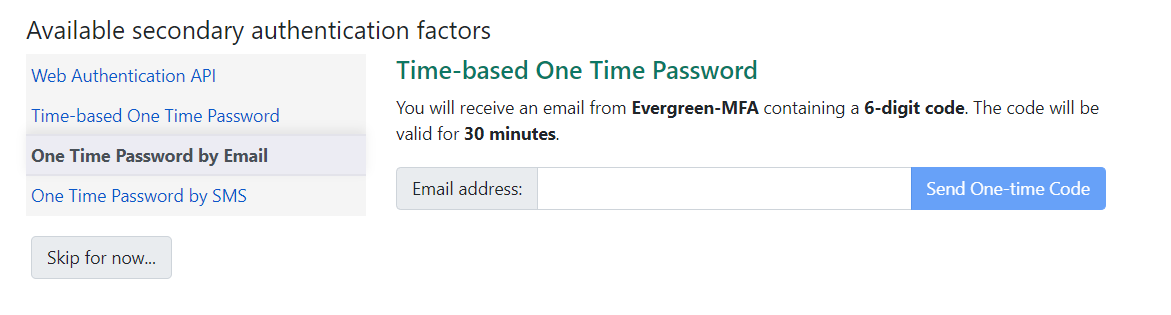 Available secondary authentication factors
Web Authentication API
Time-based One Time Password
One Time Password by Email
One Time Password by SMS
Skip for now...
Time-based One Time Password
You will receive an email from Evergreen-MFA containing a 6-digit code. The code will be
valid for 30 minutes.
Email address:
Send One-time Code